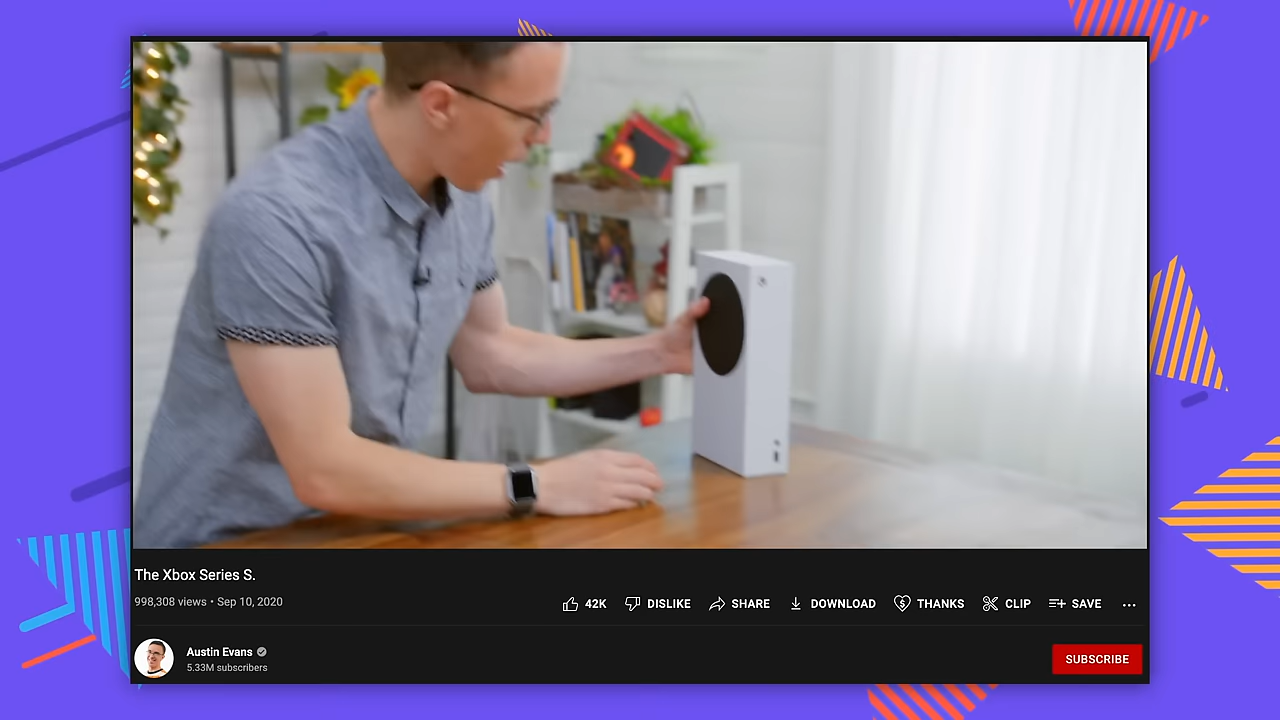 The Xbox Series S.
998,308 views • Sep 10, 2020
42K DISLIKE SHARE DOWNLOAD THANKS CLIP SAVE ...
Austin Evans
5.33M subscribers
SUBSCRIBE